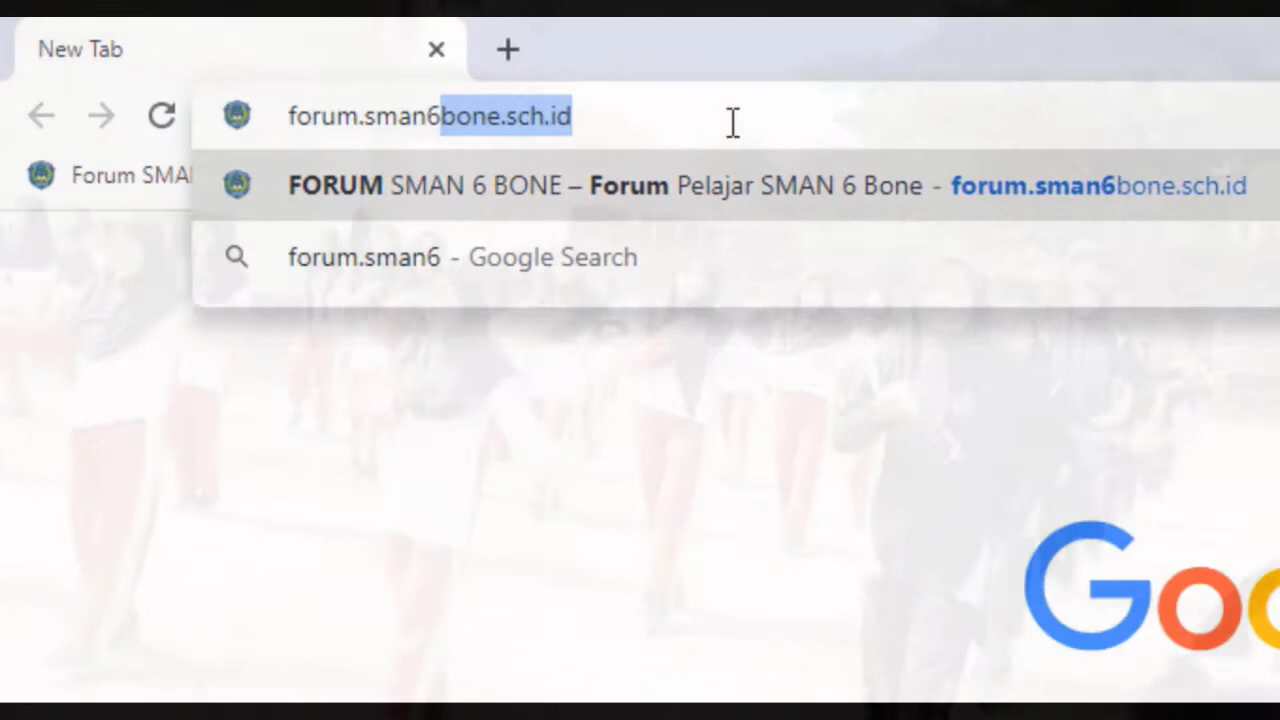 New Tab
forum.sman6bone.sch.id
Forum SMA
FORUM SMAN 6 BONE – Forum Pelajar SMAN 6 Bone - forum.sman6bone.sch.id
forum.sman6 - Google Search
Goo